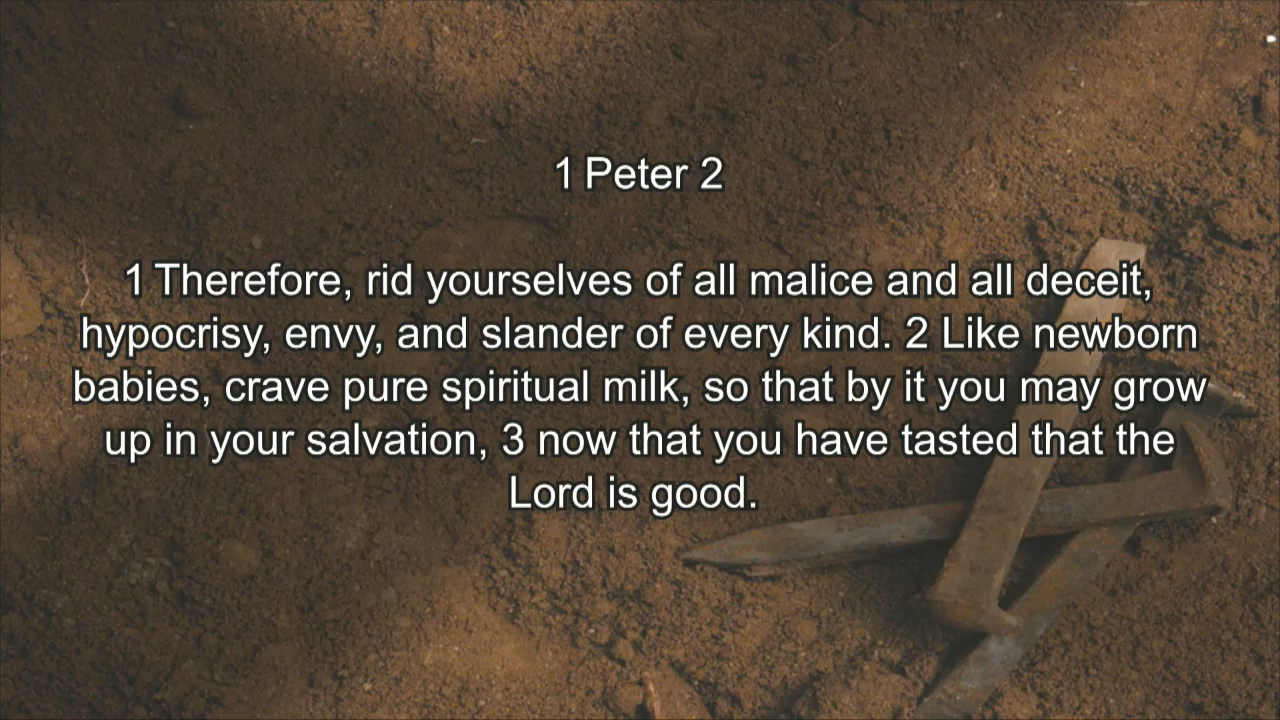 1 Peter 2
1 Therefore, rid yourselves of all malice and all deceit,
hypocrisy, envy, and slander of every kind. 2 Like newborn
babies, crave pure spiritual milk, so that by it you may grow
up in your salvation, 3 now that you have tasted that the
Lord is good.